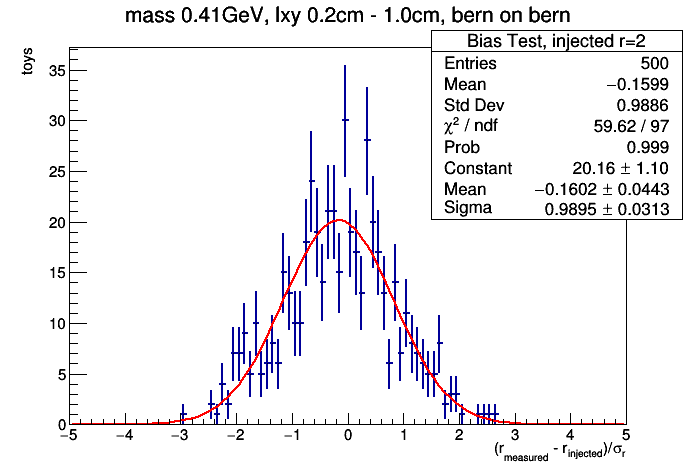 mass 0.41GeV, lxy 0.2cm - 1.0cm, bern on bern
Bias Test, injected r=2
Entries 500
Mean −0.1599
Std Dev 0.9886
χ² / ndf 59.62 / 97
Prob 0.999
Constant 20.16 ± 1.10
Mean −0.1602 ± 0.0443
Sigma 0.9895 ± 0.0313
toys
35
30
25
20
15
10
5
0
−5 −4 −3 −2 −1 0 1 2 3 4 5
(r_measured - r_injected)/σ_r